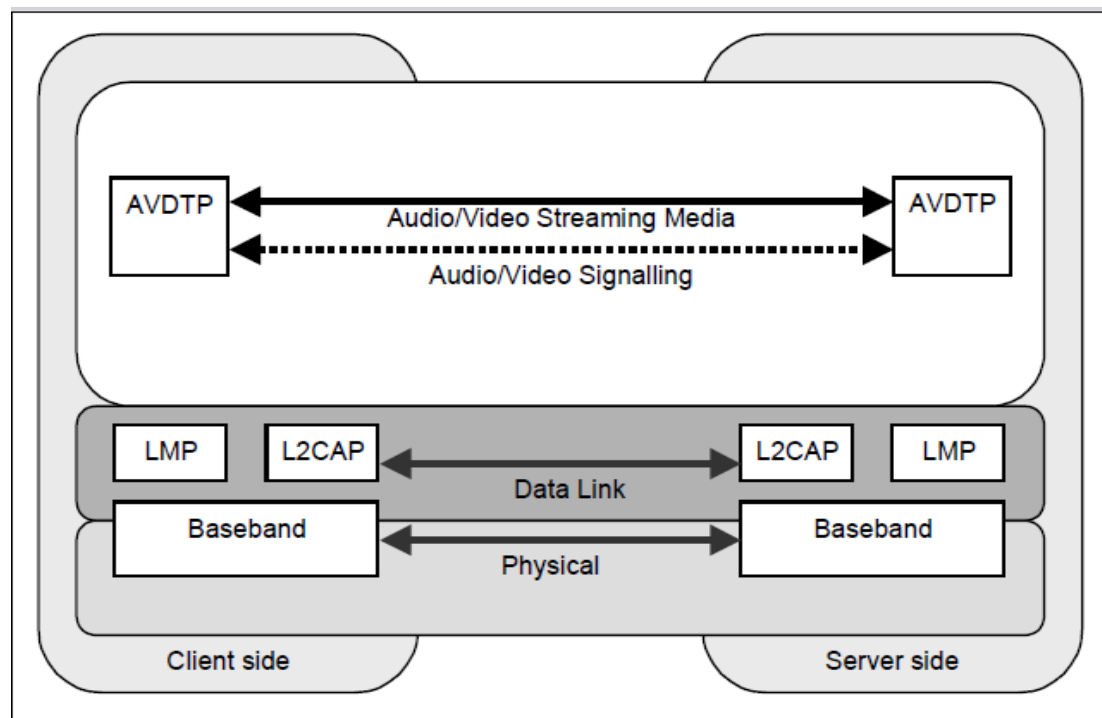 AVDTP
AVDTP
Audio/Video Streaming Media
Audio/Video Signalling
LMP
L2CAP
L2CAP
LMP
Data Link
Baseband
Baseband
Physical
Client side
Server side